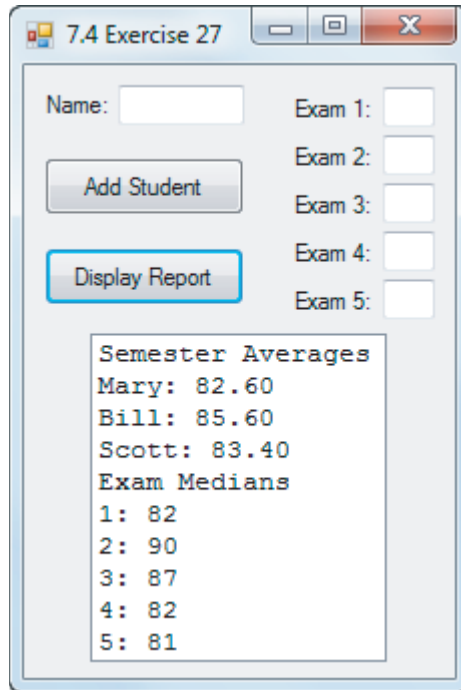 7.4 Exercise 27
Name:
Exam 1:
Exam 2:
Add Student
Exam 3:
Exam 4:
Display Report
Exam 5:
Semester Averages
Mary: 82.60
Bill: 85.60
Scott: 83.40
Exam Medians
1: 82
2: 90
3: 87
4: 82
5: 81